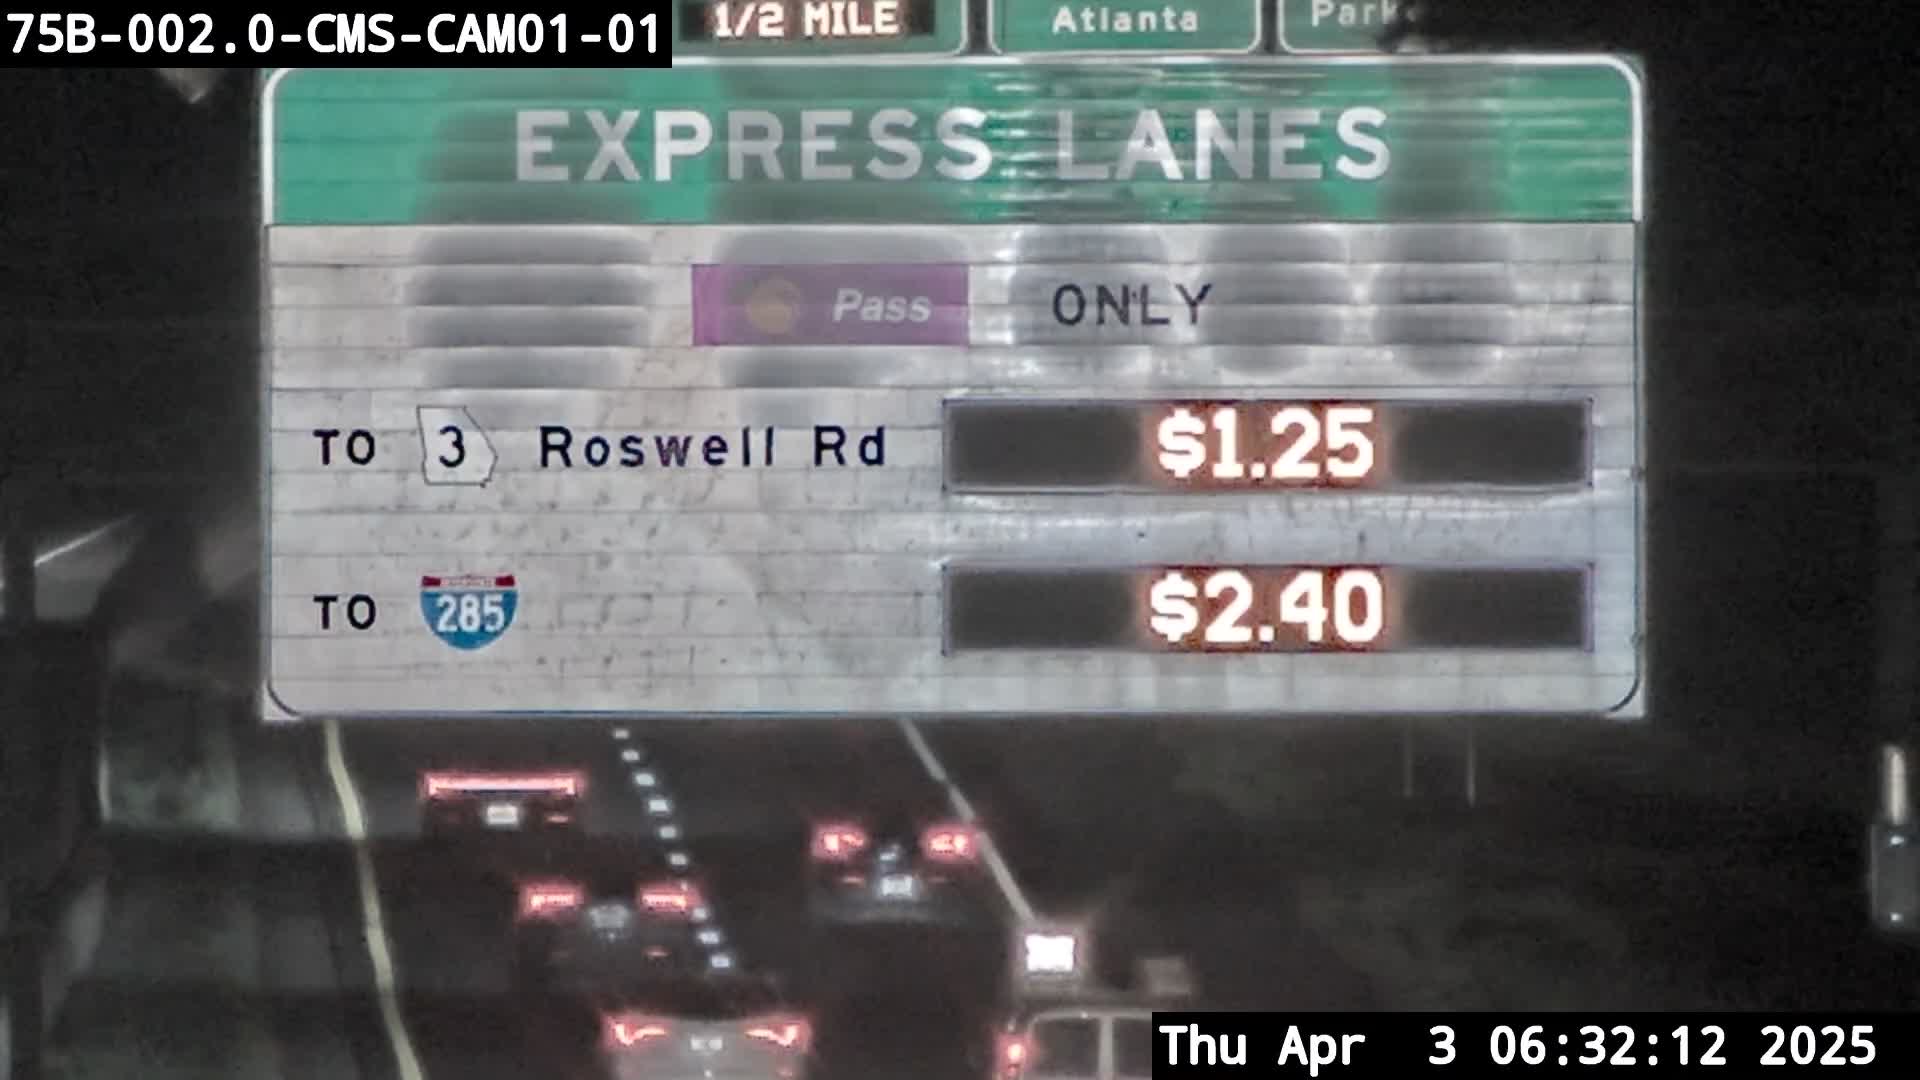 75B-002.0-CMS-CAM01-01
1/2 MILE
Atlanta
Park
EXPRESS LANES
Pass ONLY
TO 3 Roswell Rd $1.25
TO 285 $2.40
Thu Apr 3 06:32:12 2025